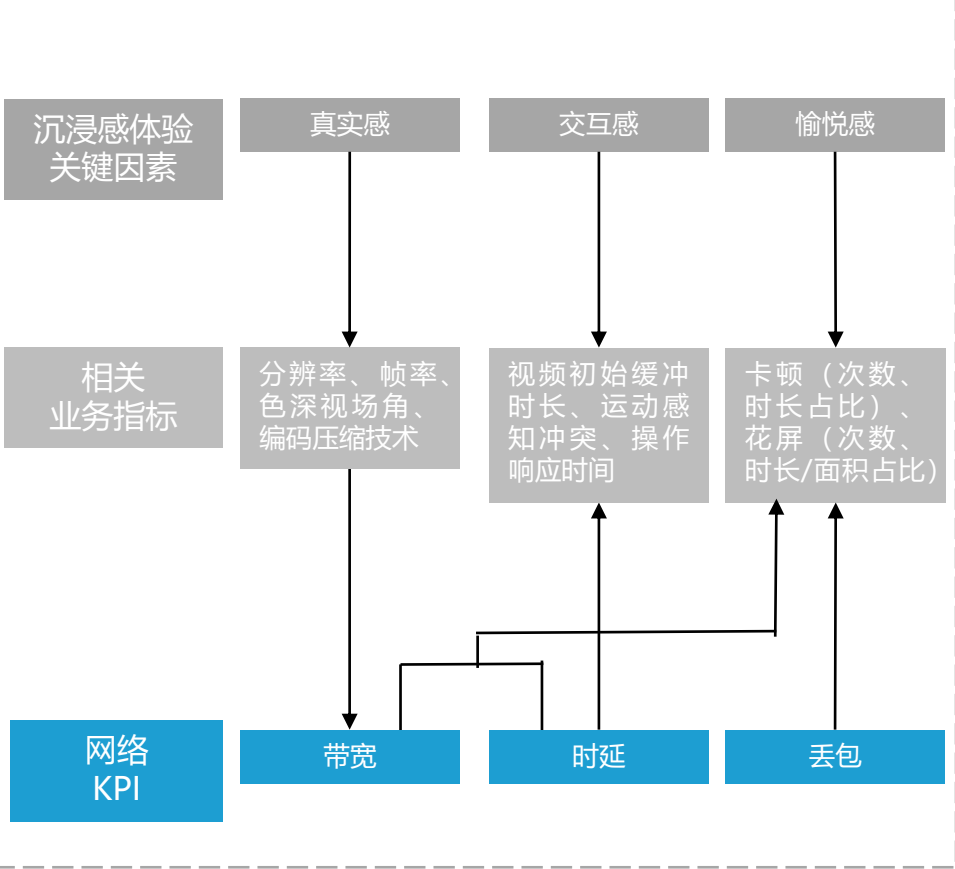 沉浸感体验
关键因素
真实感
交互感
愉悦感
相关
业务指标
分辨率、帧率、
色深视场角、
编码压缩技术
视频初始缓冲
时长、运动感
知冲突、操作
响应时间
卡顿（次数、
时长占比）、
花屏（次数、
时长/面积占比）
网络
KPI
带宽
时延
丢包